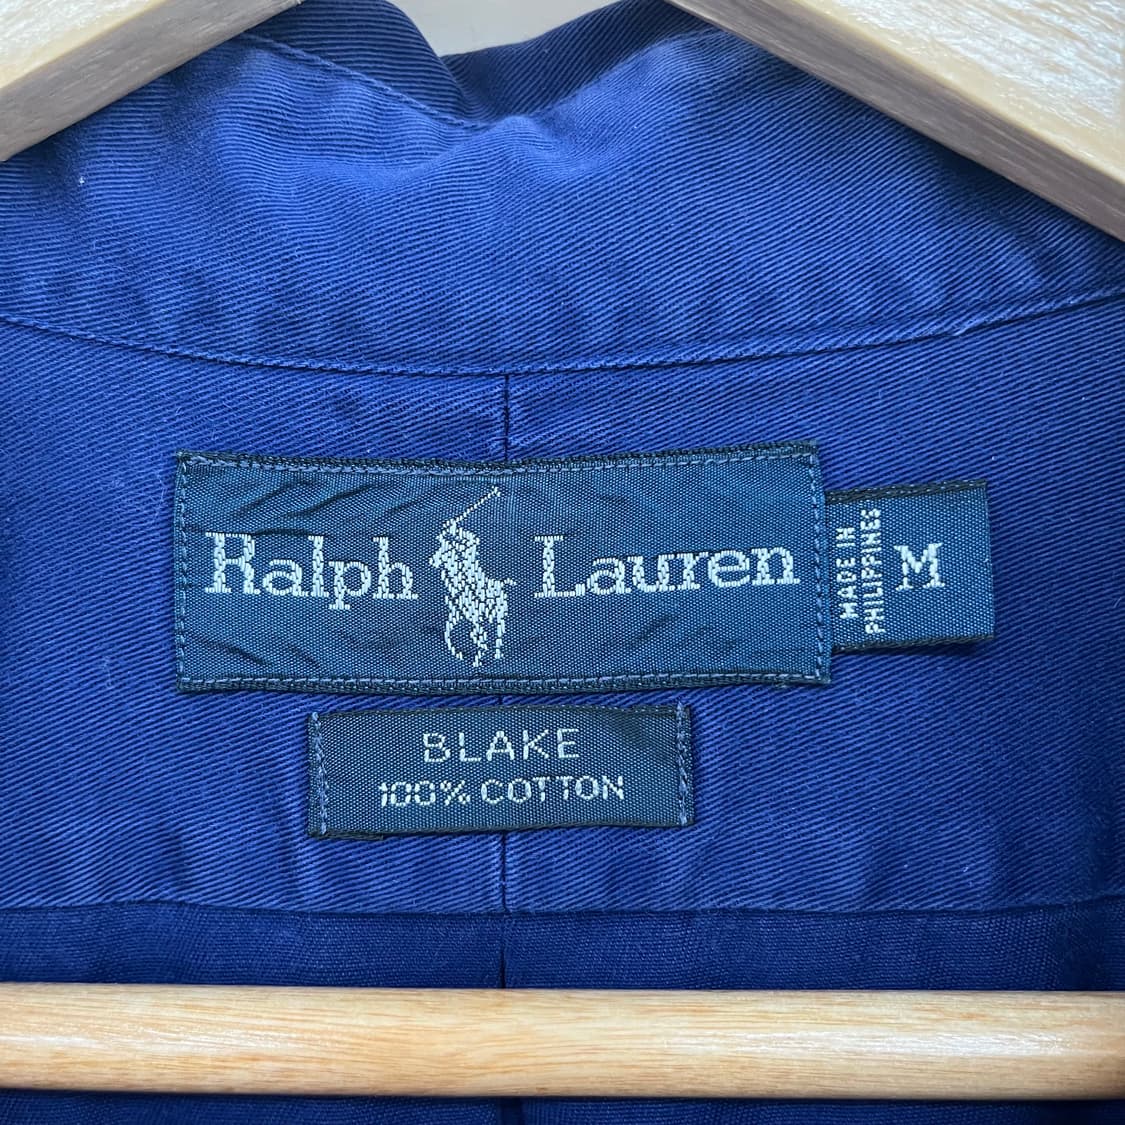 Ralph Lauren
MADE IN
PHILIPPINES
M
BLAKE
100% COTTON